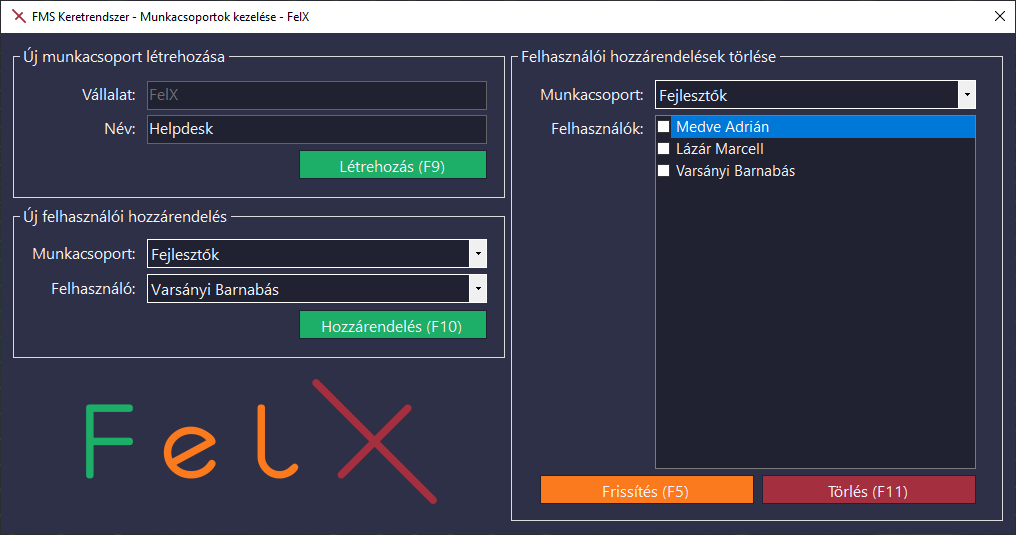 FMS Keretrendszer - Munkacsoportok kezelése - FelX
Új munkacsoport létrehozása
Vállalat: FelX
Név: Helpdesk
Létrehozás (F9)
Új felhasználói hozzárendelés
Munkacsoport: Fejlesztők
Felhasználó: Varsányi Barnabás
Hozzárendelés (F10)
FelX
Felhasználói hozzárendelések törlése
Munkacsoport: Fejlesztők
Felhasználók: Medve Adrián
Lázár Marcell
Varsányi Barnabás
Frissítés (F5) Törlés (F11)